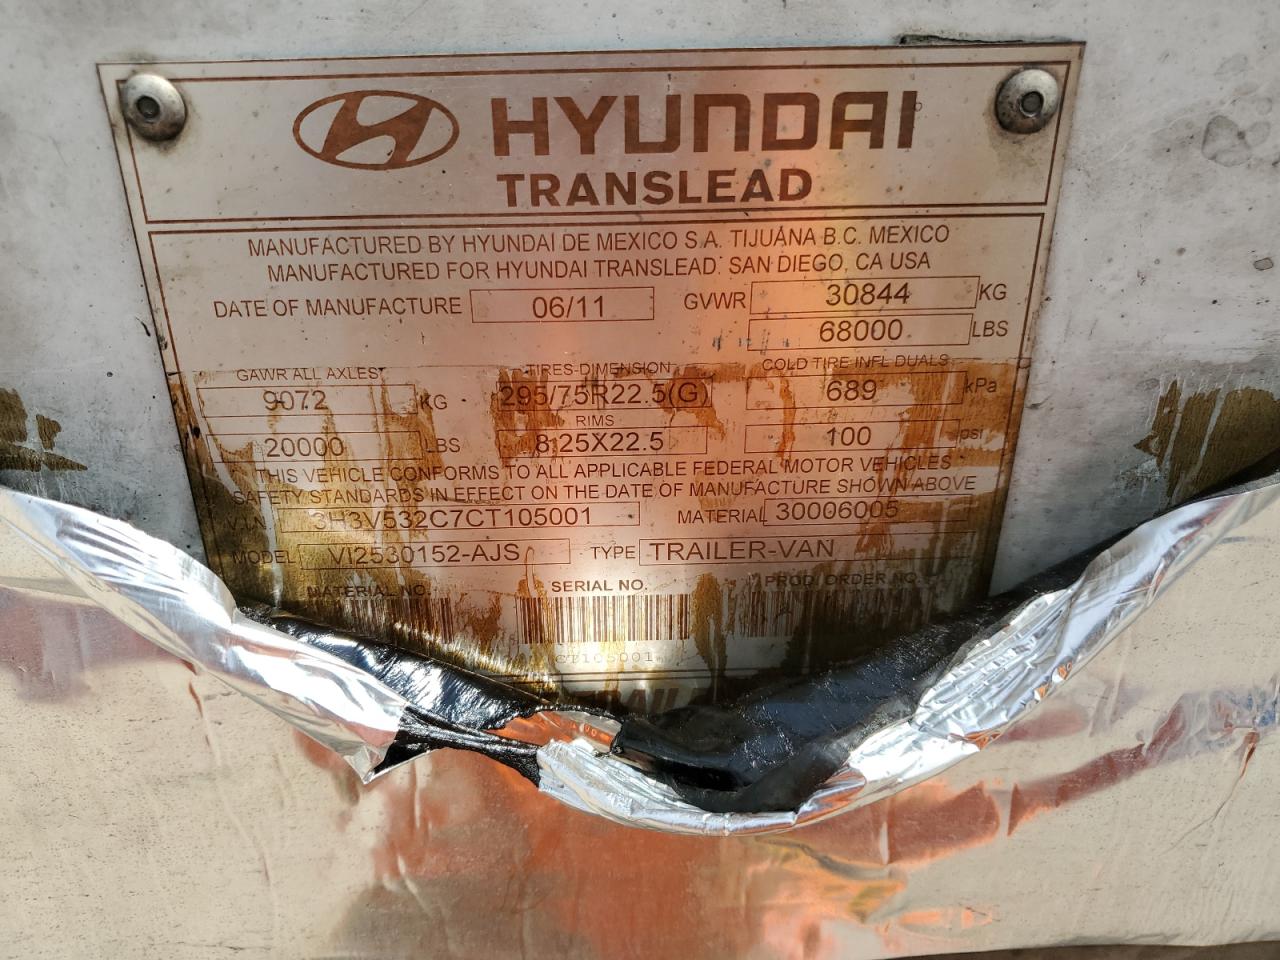 HYUNDAI
TRANSLEAD
MANUFACTURED BY HYUNDAI DE MEXICO S.A. TIJUANA B.C. MEXICO
MANUFACTURED FOR HYUNDAI TRANSLEAD. SAN DIEGO, CA USA
DATE OF MANUFACTURE 06/11 GVWR 30844 KG
68000 LBS
GAWR ALL AXLES TIRES-DIMENSION COLD TIRE INFL DUALS
9072 KG 295/75R22.5(G) 689 kPa
RIMS
20000 LBS 8.25X22.5 100 psi
THIS VEHICLE CONFORMS TO ALL APPLICABLE FEDERAL MOTOR VEHICLES
SAFETY STANDARDS IN EFFECT ON THE DATE OF MANUFACTURE SHOWN ABOVE
V.I.N. 3H3V532C7CT105001 MATERIAL 30006005
MODEL VI2530152-AJS TYPE TRAILER-VAN
MATERIAL NO. SERIAL NO. PROD. ORDER NO.
CT105001